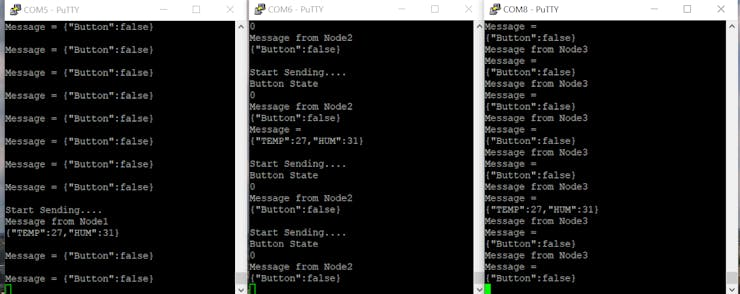 COM5 - PuTTY
Message = {"Button":false}
Message = {"Button":false}
Message = {"Button":false}
Message = {"Button":false}
Message = {"Button":false}
Message = {"Button":false}
Message = {"Button":false}
Message = {"Button":false}
Start Sending....
Message from Node1
{"TEMP":27,"HUM":31}
Message = {"Button":false}
Message = {"Button":false}
COM6 - PuTTY
0
Message from Node2
{"Button":false}
Start Sending....
Button State
0
Message from Node2
{"Button":false}
Message =
{"TEMP":27,"HUM":31}
Start Sending....
Button State
0
Message from Node2
{"Button":false}
Start Sending....
Button State
0
Message from Node2
{"Button":false}
COM8 - PuTTY
Message =
{"Button":false}
Message from Node3
Message =
{"Button":false}
Message from Node3
Message =
{"Button":false}
Message from Node3
Message =
{"Button":false}
Message from Node3
Message =
{"Button":false}
Message from Node3
Message =
{"TEMP":27,"HUM":31}
Message from Node3
Message =
{"Button":false}
Message from Node3
Message =
{"Button":false}